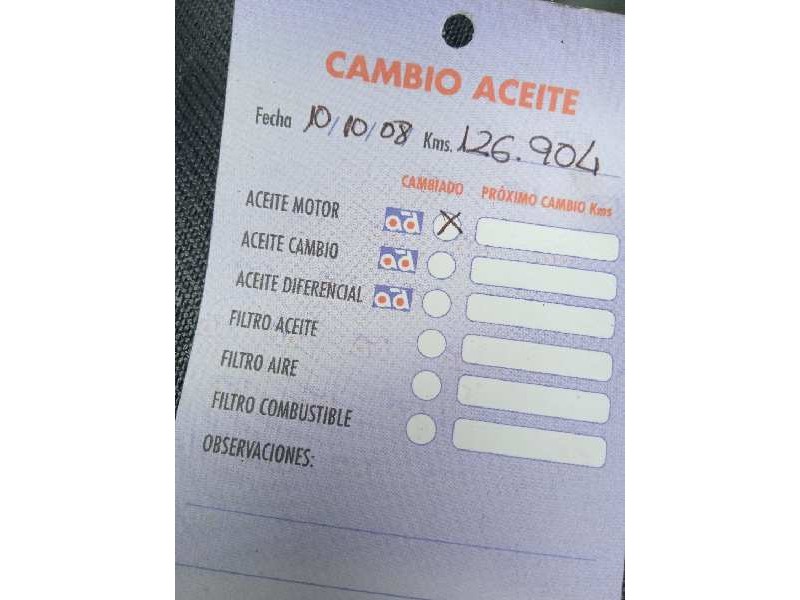 CAMBIO ACEITE
Fecha 10/10/08 Kms. 126.904
CAMBIADO PRÓXIMO CAMBIO Kms
ACEITE MOTOR ad X
ACEITE CAMBIO ad
ACEITE DIFERENCIAL ad
FILTRO ACEITE
FILTRO AIRE
FILTRO COMBUSTIBLE
OBSERVACIONES: